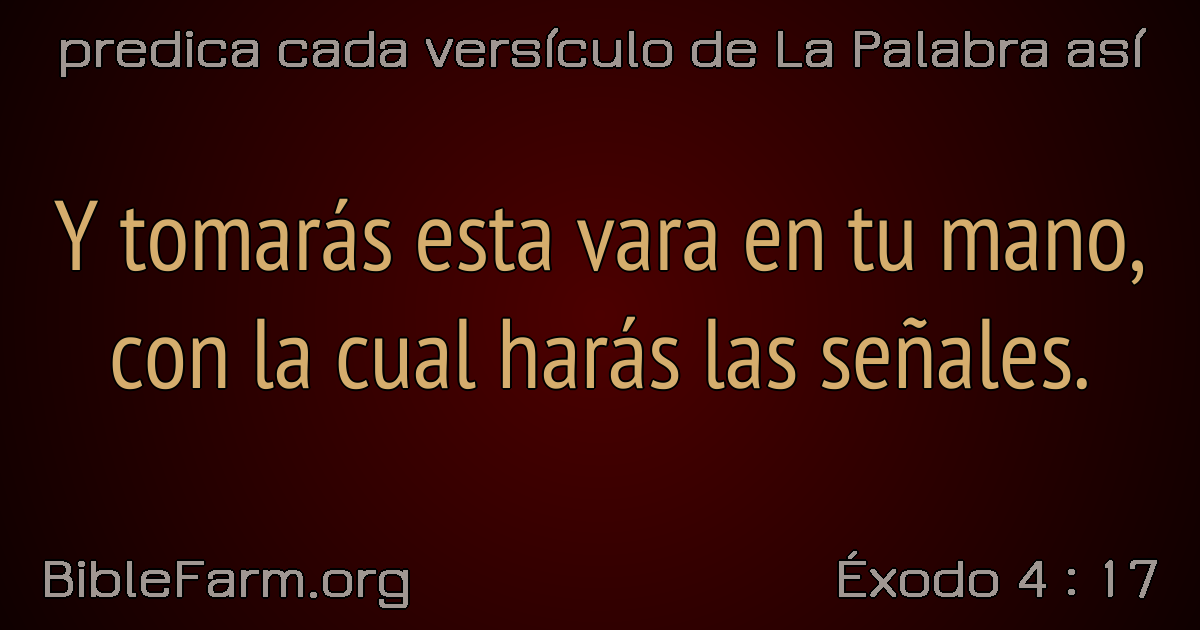 predica cada versículo de La Palabra así
Y tomarás esta vara en tu mano,
con la cual harás las señales.
BibleFarm.org
Éxodo 4 : 17